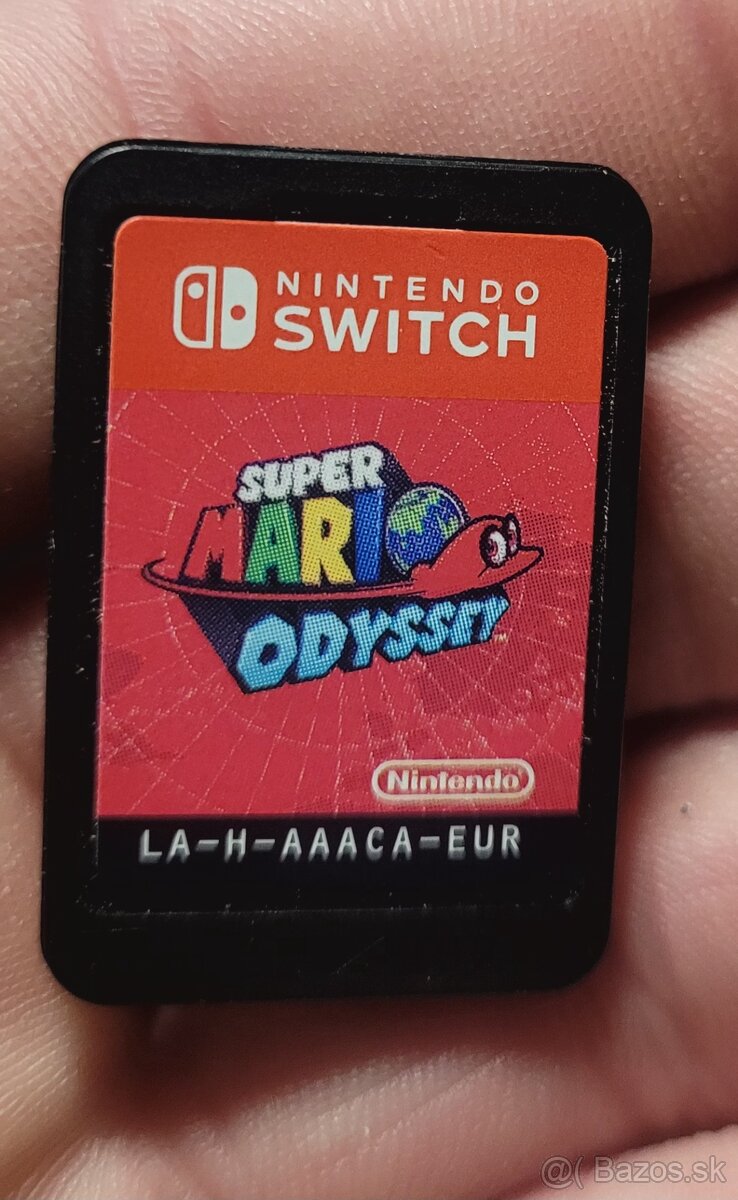 NINTENDO
SWITCH
SUPER
MARIO
ODYSSEY
Nintendo
LA-H-AAACA-EUR
@( Bazos.sk